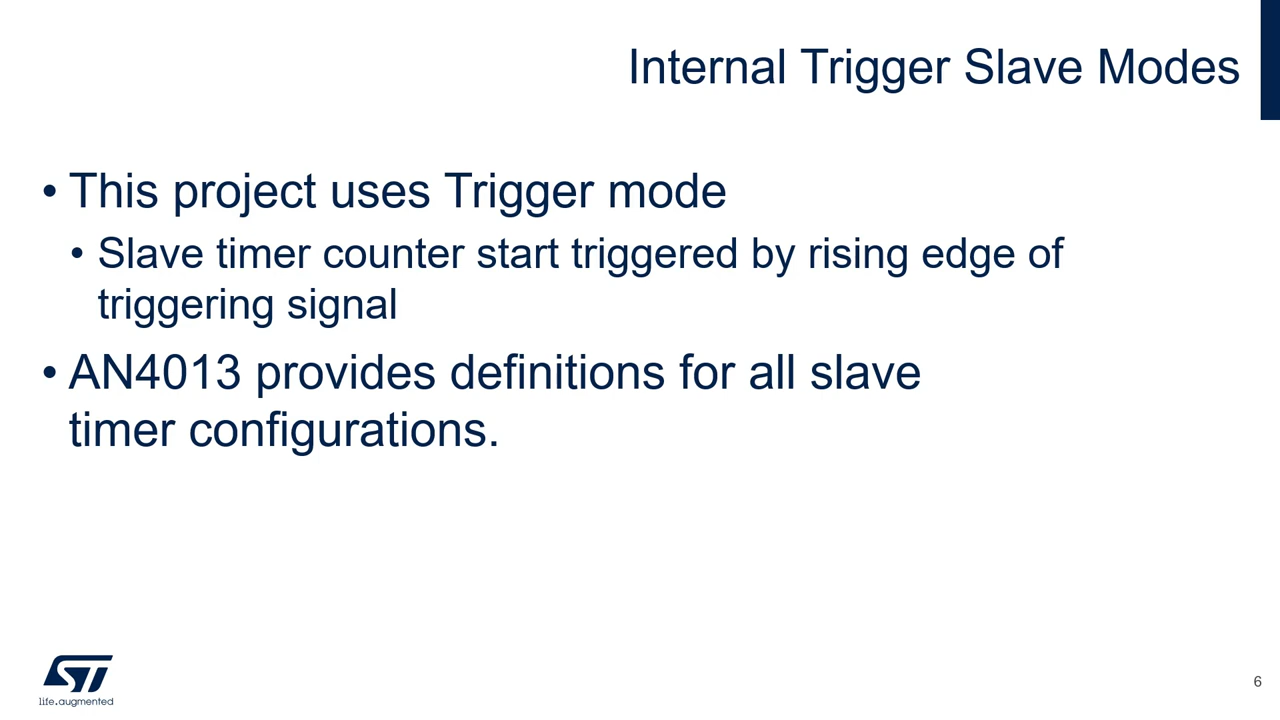 Internal Trigger Slave Modes
• This project uses Trigger mode
• Slave timer counter start triggered by rising edge of
triggering signal
• AN4013 provides definitions for all slave
timer configurations.
ST
life.augmented
6